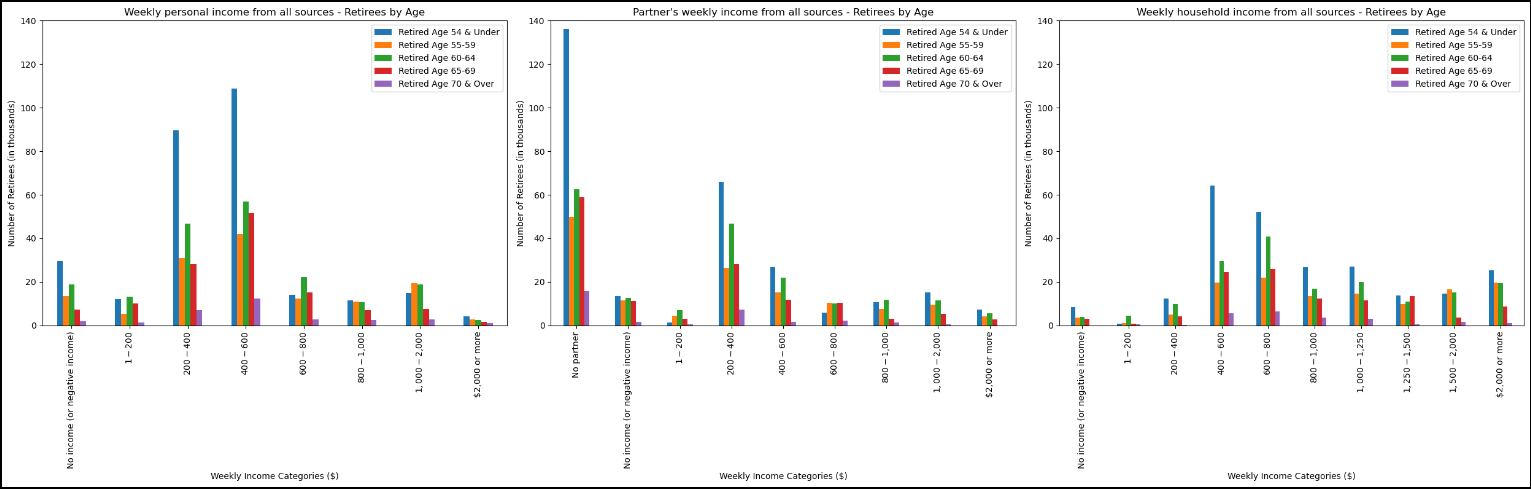 Weekly personal income from all sources - Retirees by Age
140
120
100
80
60
40
20
0
Number of Retirees (in thousands)
Retired Age 54 & Under
Retired Age 55-59
Retired Age 60-64
Retired Age 65-69
Retired Age 70 & Over
No income (or negative income)
1 − 200
200 − 400
400 − 600
600 − 800
800 − 1,000
1,000 − 2,000
$2,000 or more
Weekly Income Categories ($)
Partner's weekly income from all sources - Retirees by Age
140
120
100
80
60
40
20
0
Number of Retirees (in thousands)
Retired Age 54 & Under
Retired Age 55-59
Retired Age 60-64
Retired Age 65-69
Retired Age 70 & Over
No partner
No income (or negative income)
1 − 200
200 − 400
400 − 600
600 − 800
800 − 1,000
1,000 − 2,000
$2,000 or more
Weekly Income Categories ($)
Weekly household income from all sources - Retirees by Age
140
120
100
80
60
40
20
0
Number of Retirees (in thousands)
Retired Age 54 & Under
Retired Age 55-59
Retired Age 60-64
Retired Age 65-69
Retired Age 70 & Over
No income (or negative income)
1 − 200
200 − 400
400 − 600
600 − 800
800 − 1,000
1,000 − 1,250
1,250 − 1,500
1,500 − 2,000
$2,000 or more
Weekly Income Categories ($)